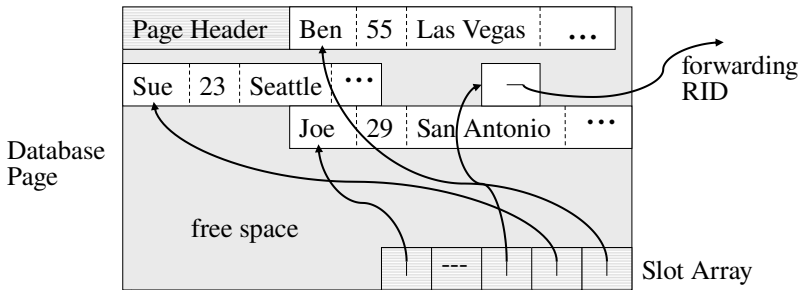 Page Header Ben 55 Las Vegas ...
forwarding
RID
Sue 23 Seattle ...
Joe 29 San Antonio ...
Database
Page
free space
---
Slot Array